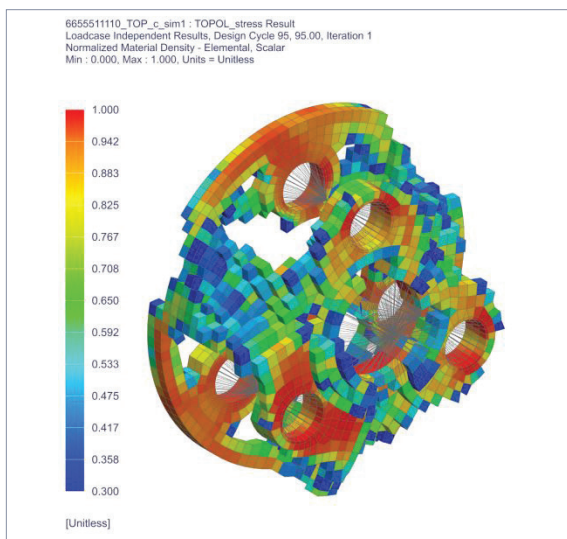 6655511110_TOP_c_sim1 : TOPOL_stress Result
Loadcase Independent Results, Design Cycle 95, 95.00, Iteration 1
Normalized Material Density - Elemental, Scalar
Min : 0.000, Max : 1.000, Units = Unitless
1.000
0.942
0.883
0.825
0.767
0.708
0.650
0.592
0.533
0.475
0.417
0.358
0.300
[Unitless]